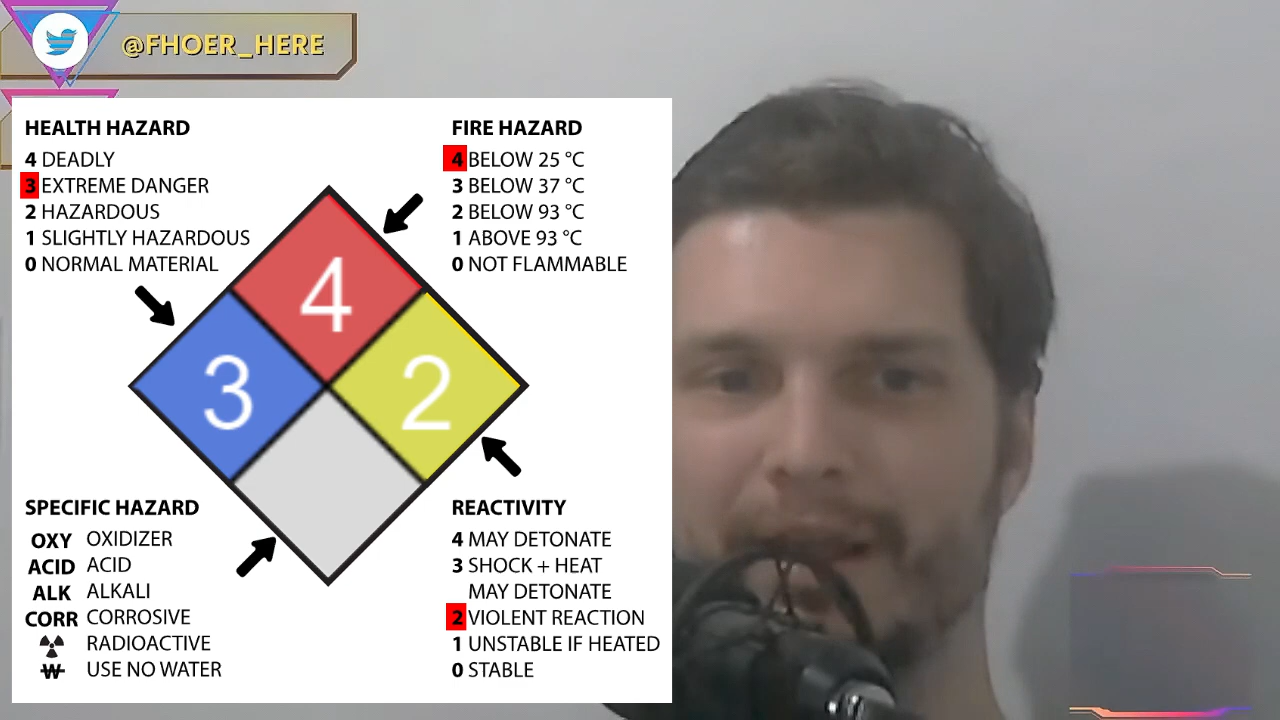 @FHOER_HERE
HEALTH HAZARD
4 DEADLY
3 EXTREME DANGER
2 HAZARDOUS
1 SLIGHTLY HAZARDOUS
0 NORMAL MATERIAL
FIRE HAZARD
4 BELOW 25 °C
3 BELOW 37 °C
2 BELOW 93 °C
1 ABOVE 93 °C
0 NOT FLAMMABLE
4
3
2
SPECIFIC HAZARD
OXY OXIDIZER
ACID ACID
ALK ALKALI
CORR CORROSIVE
RADIOACTIVE
W USE NO WATER
REACTIVITY
4 MAY DETONATE
3 SHOCK + HEAT
MAY DETONATE
2 VIOLENT REACTION
1 UNSTABLE IF HEATED
0 STABLE